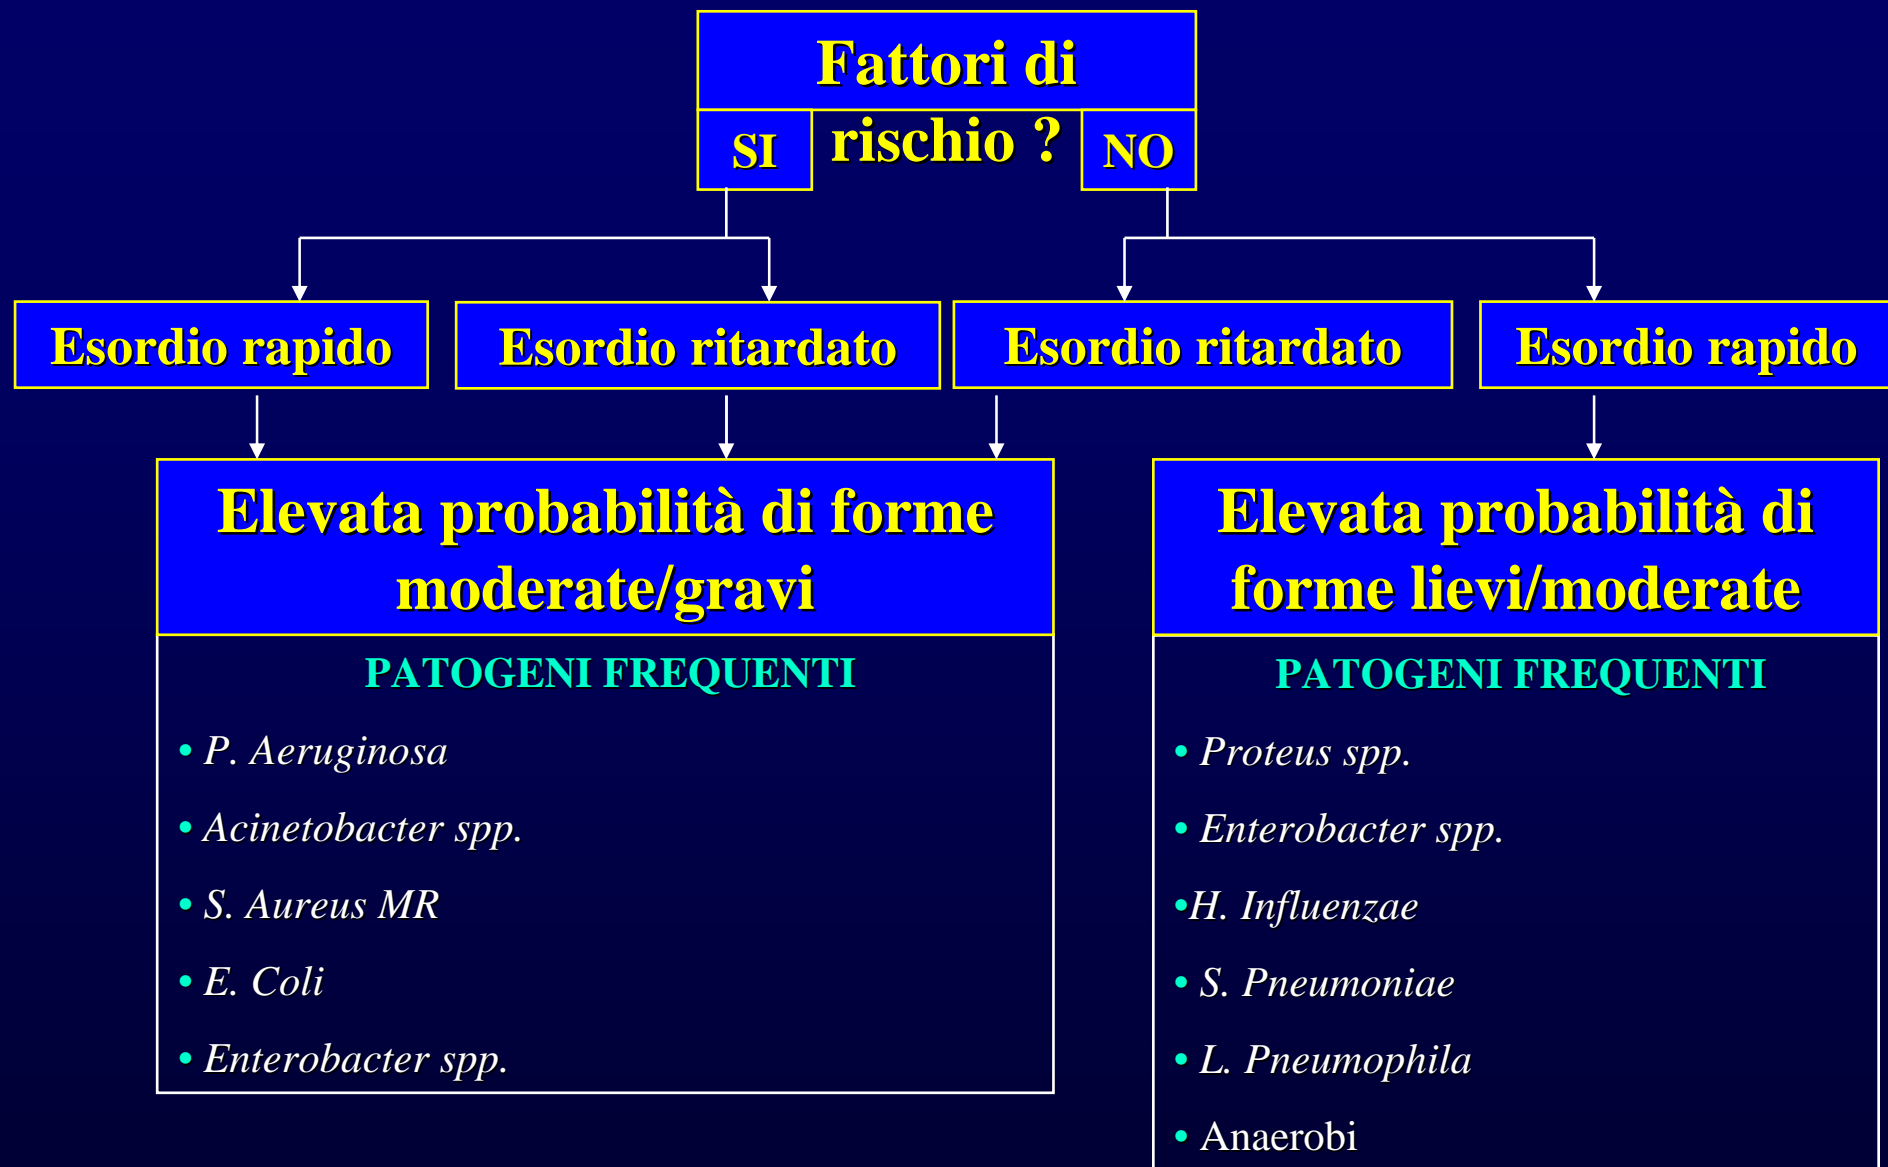 Fattori di
rischio ?
SI
NO
Esordio rapido
Esordio ritardato
Esordio ritardato
Esordio rapido
Elevata probabilità di forme
moderate/gravi
PATOGENI FREQUENTI
• P. Aeruginosa
• Acinetobacter spp.
• S. Aureus MR
• E. Coli
• Enterobacter spp.
Elevata probabilità di
forme lievi/moderate
PATOGENI FREQUENTI
• Proteus spp.
• Enterobacter spp.
•H. Influenzae
• S. Pneumoniae
• L. Pneumophila
• Anaerobi